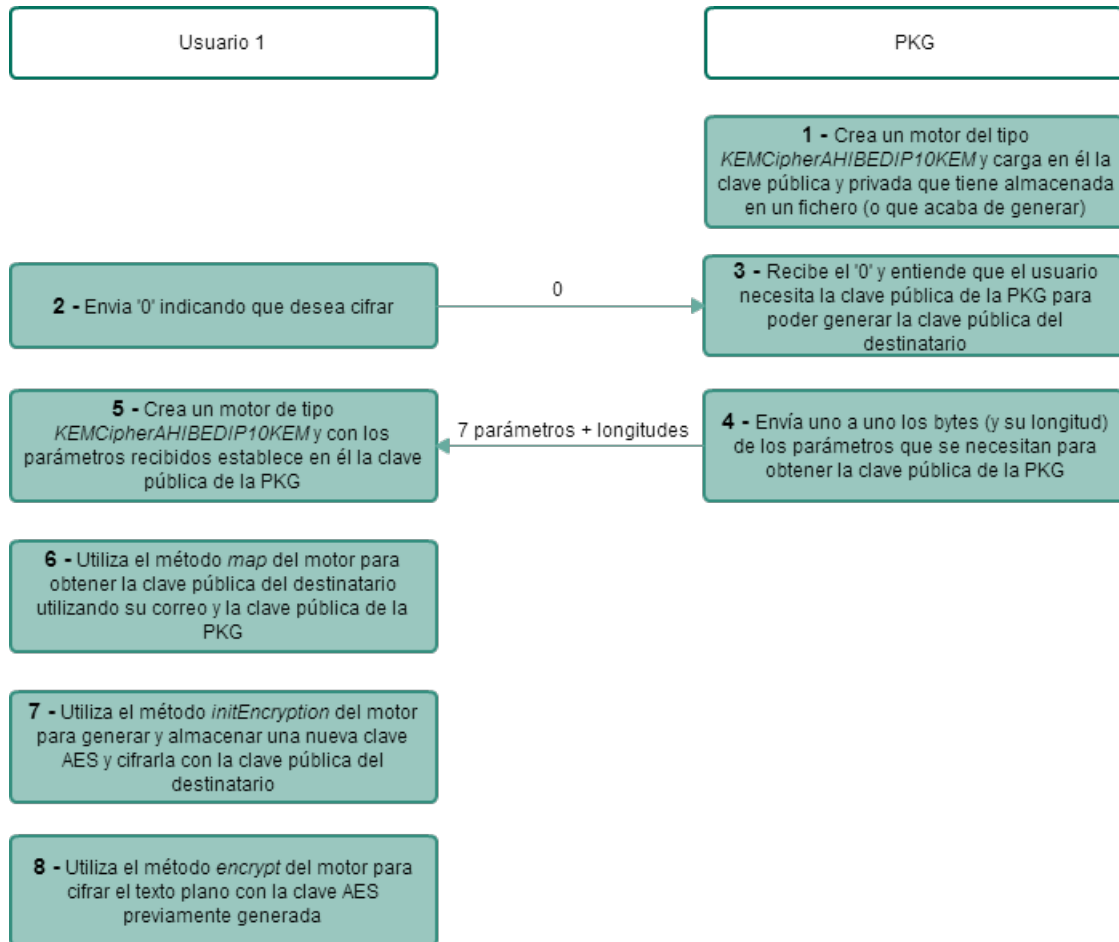 Usuario 1
PKG
1 - Crea un motor del tipo
KEMCipherAHIBEDIP10KEM y carga en él la
clave pública y privada que tiene almacenada
en un fichero (o que acaba de generar)
2 - Envia '0' indicando que desea cifrar
0
3 - Recibe el '0' y entiende que el usuario
necesita la clave pública de la PKG para
poder generar la clave pública del
destinatario
5 - Crea un motor de tipo
KEMCipherAHIBEDIP10KEM y con los
parámetros recibidos establece en él la clave
pública de la PKG
7 parámetros + longitudes
4 - Envía uno a uno los bytes (y su longitud)
de los parámetros que se necesitan para
obtener la clave pública de la PKG
6 - Utiliza el método map del motor para
obtener la clave pública del destinatario
utilizando su correo y la clave pública de la
PKG
7 - Utiliza el método initEncryption del motor
para generar y almacenar una nueva clave
AES y cifrarla con la clave pública del
destinatario
8 - Utiliza el método encrypt del motor para
cifrar el texto plano con la clave AES
previamente generada